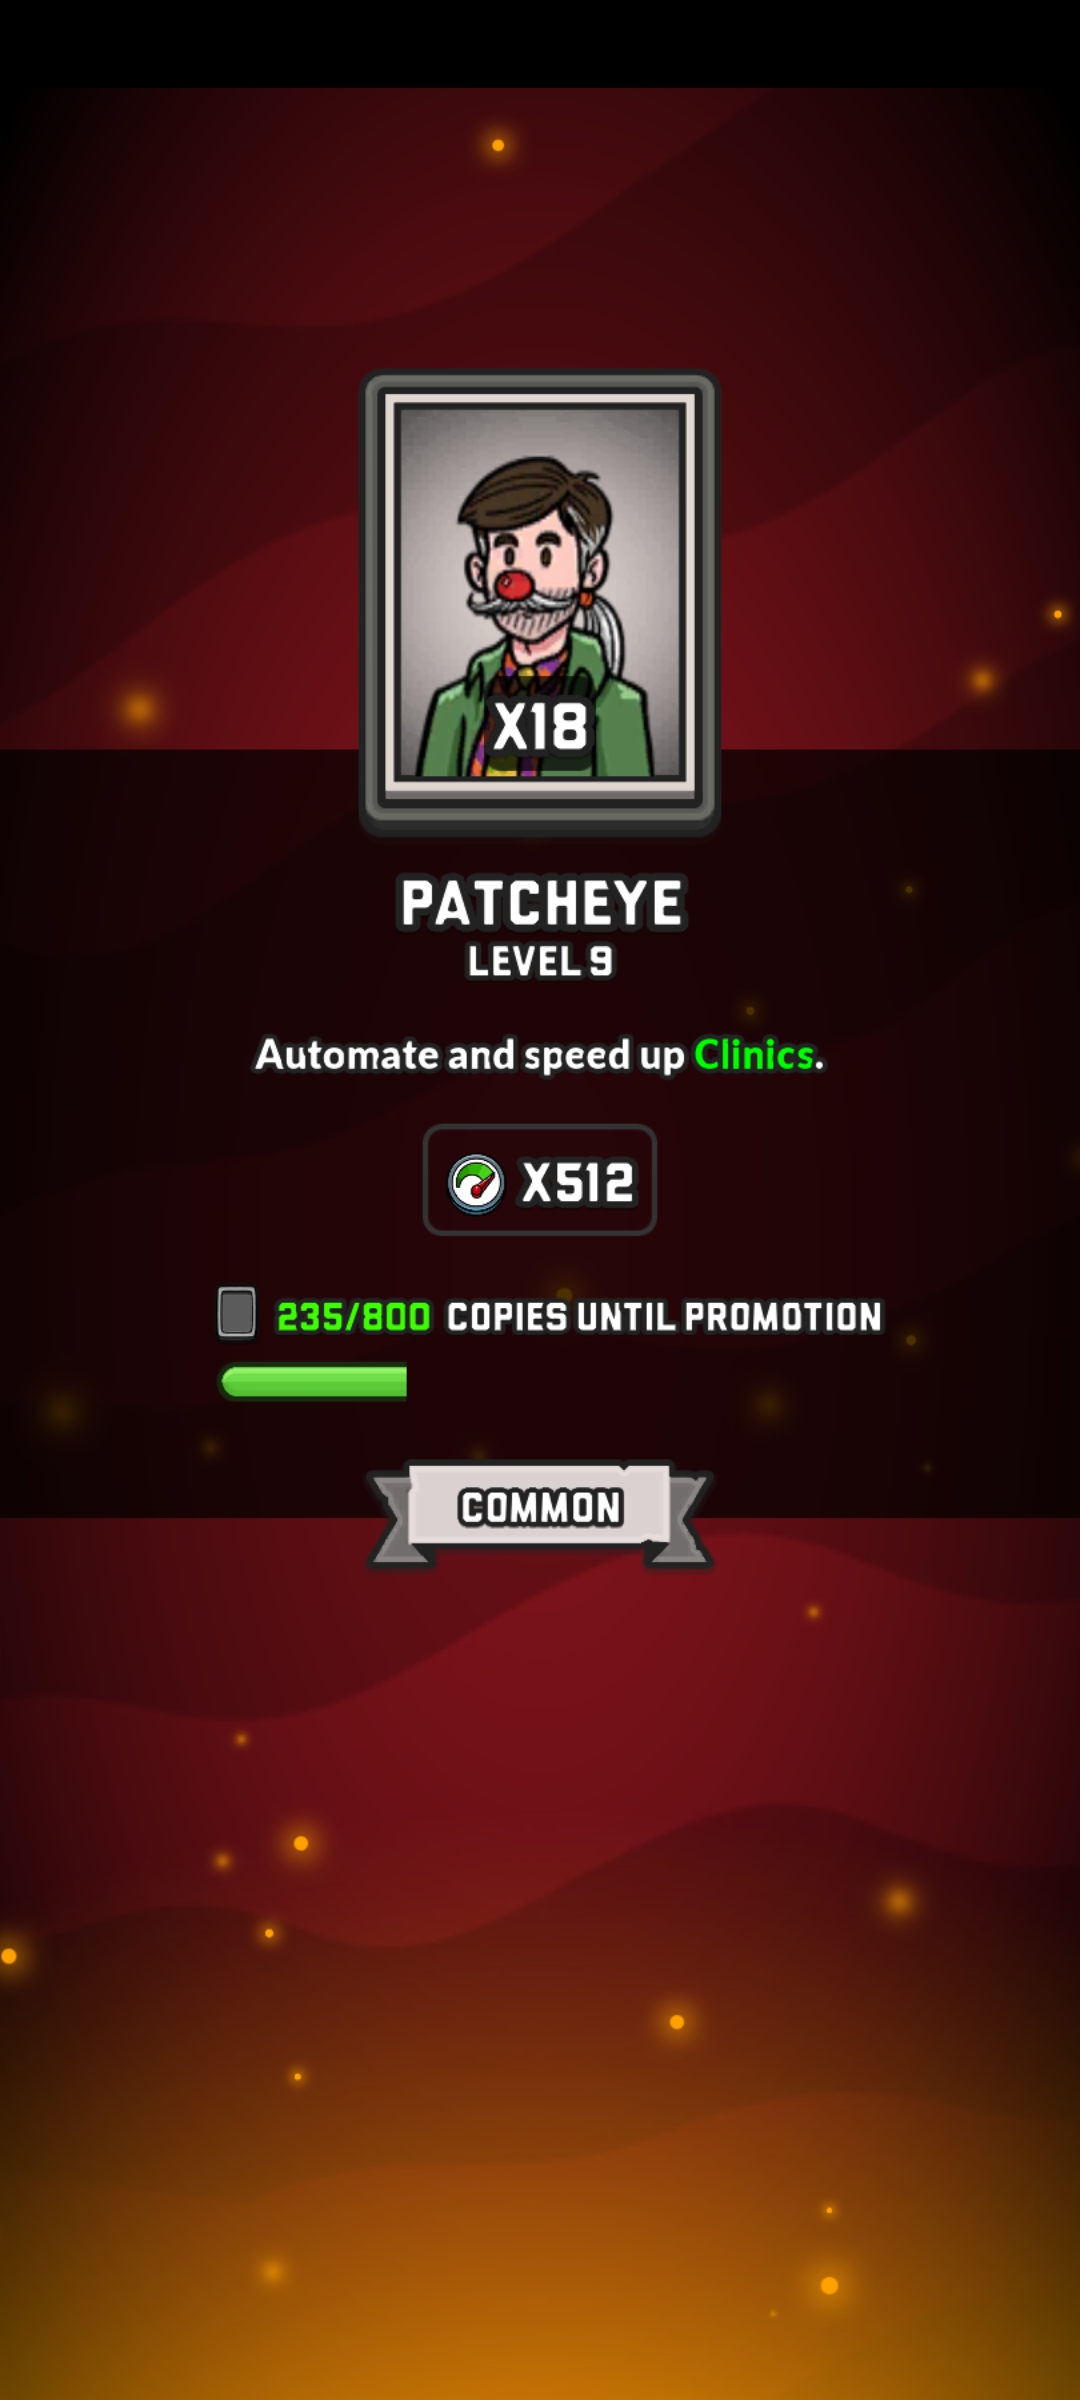 X18
PATCHEYE
LEVEL 9
Automate and speed up Clinics.
X512
235/800 COPIES UNTIL PROMOTION
COMMON